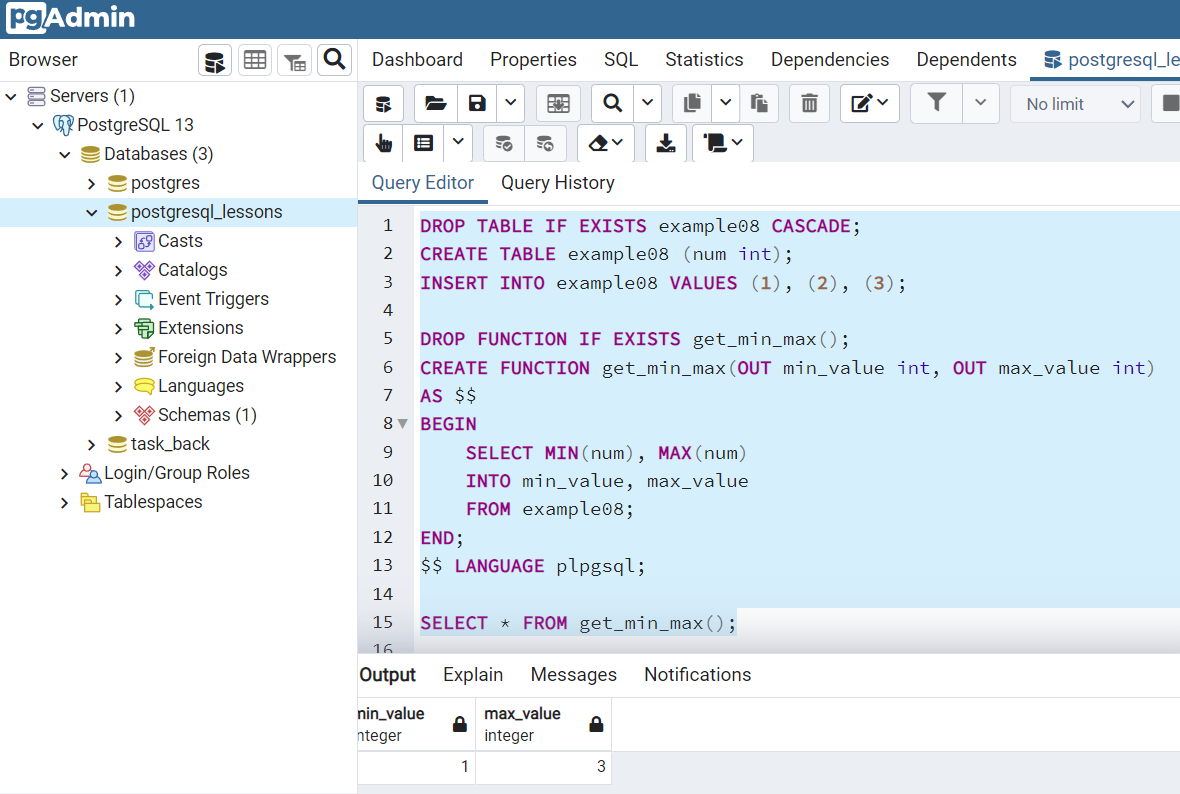 pgAdmin
Browser
Dashboard Properties SQL Statistics Dependencies Dependents postgresql_le
Servers (1)
PostgreSQL 13
Databases (3)
postgres
postgresql_lessons
Casts
Catalogs
Event Triggers
Extensions
Foreign Data Wrappers
Languages
Schemas (1)
task_back
Login/Group Roles
Tablespaces
No limit
Query Editor Query History
1 DROP TABLE IF EXISTS example08 CASCADE;
2 CREATE TABLE example08 (num int);
3 INSERT INTO example08 VALUES (1), (2), (3);
4
5 DROP FUNCTION IF EXISTS get_min_max();
6 CREATE FUNCTION get_min_max(OUT min_value int, OUT max_value int)
7 AS $$
8 BEGIN
9 SELECT MIN(num), MAX(num)
10 INTO min_value, max_value
11 FROM example08;
12 END;
13 $$ LANGUAGE plpgsql;
14
15 SELECT * FROM get_min_max();
16
Output Explain Messages Notifications
min_value max_value
nteger integer
1 3